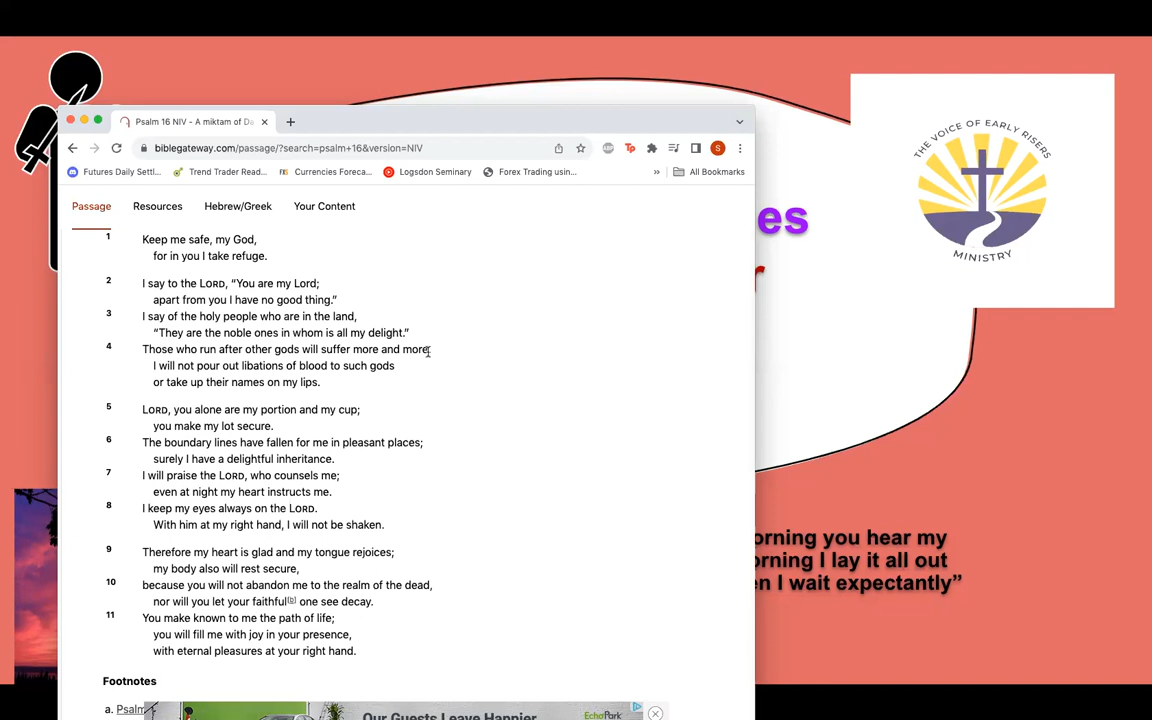 Psalm 16 NIV - A miktam of Da
biblegateway.com/passage/?search=psalm+16&version=NIV
S
Futures Daily Settl...
Trend Trader Read...
Currencies Foreca...
Logsdon Seminary
Forex Trading usin...
»
All Bookmarks
Passage
Resources
Hebrew/Greek
Your Content
1 Keep me safe, my God,
for in you I take refuge.
2 I say to the LORD, “You are my Lord;
apart from you I have no good thing.”
3 I say of the holy people who are in the land,
“They are the noble ones in whom is all my delight.”
4 Those who run after other gods will suffer more and more.
I will not pour out libations of blood to such gods
or take up their names on my lips.
5 LORD, you alone are my portion and my cup;
you make my lot secure.
6 The boundary lines have fallen for me in pleasant places;
surely I have a delightful inheritance.
7 I will praise the LORD, who counsels me;
even at night my heart instructs me.
8 I keep my eyes always on the LORD.
With him at my right hand, I will not be shaken.
9 Therefore my heart is glad and my tongue rejoices;
my body also will rest secure,
10 because you will not abandon me to the realm of the dead,
nor will you let your faithful[b] one see decay.
11 You make known to me the path of life;
you will fill me with joy in your presence,
with eternal pleasures at your right hand.
Footnotes
a. Psalm
Our Guests Leave Happier
EchoPark
THE VOICE OF EARLY RISERS
MINISTRY
es
r
orning you hear my
orning I lay it all out
n I wait expectantly”